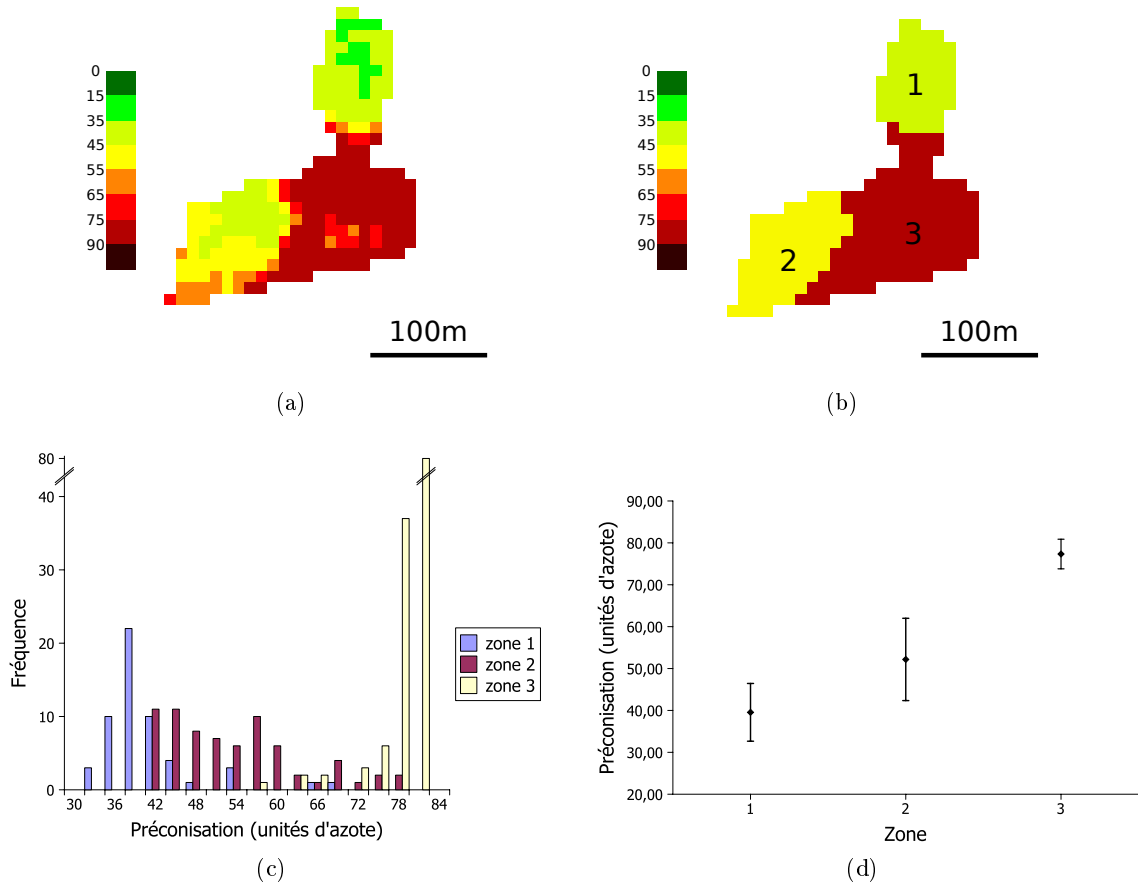 0
15
35
45
55
65
75
90
100m
(a)
0
15
35
45
55
65
75
90
1
2
3
100m
(b)
80
40
30
20
10
0
Fréquence
30 36 42 48 54 60 66 72 78 84
Préconisation (unités d'azote)
zone 1
zone 2
zone 3
(c)
90,00
80,00
70,00
60,00
50,00
40,00
30,00
20,00
Préconisation (unités d'azote)
1 2 3
Zone
(d)